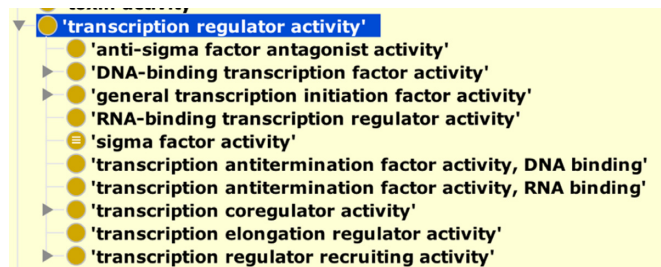 'transcription regulator activity'
'anti-sigma factor antagonist activity'
'DNA-binding transcription factor activity'
'general transcription initiation factor activity'
'RNA-binding transcription regulator activity'
'sigma factor activity'
'transcription antitermination factor activity, DNA binding'
'transcription antitermination factor activity, RNA binding'
'transcription coregulator activity'
'transcription elongation regulator activity'
'transcription regulator recruiting activity'